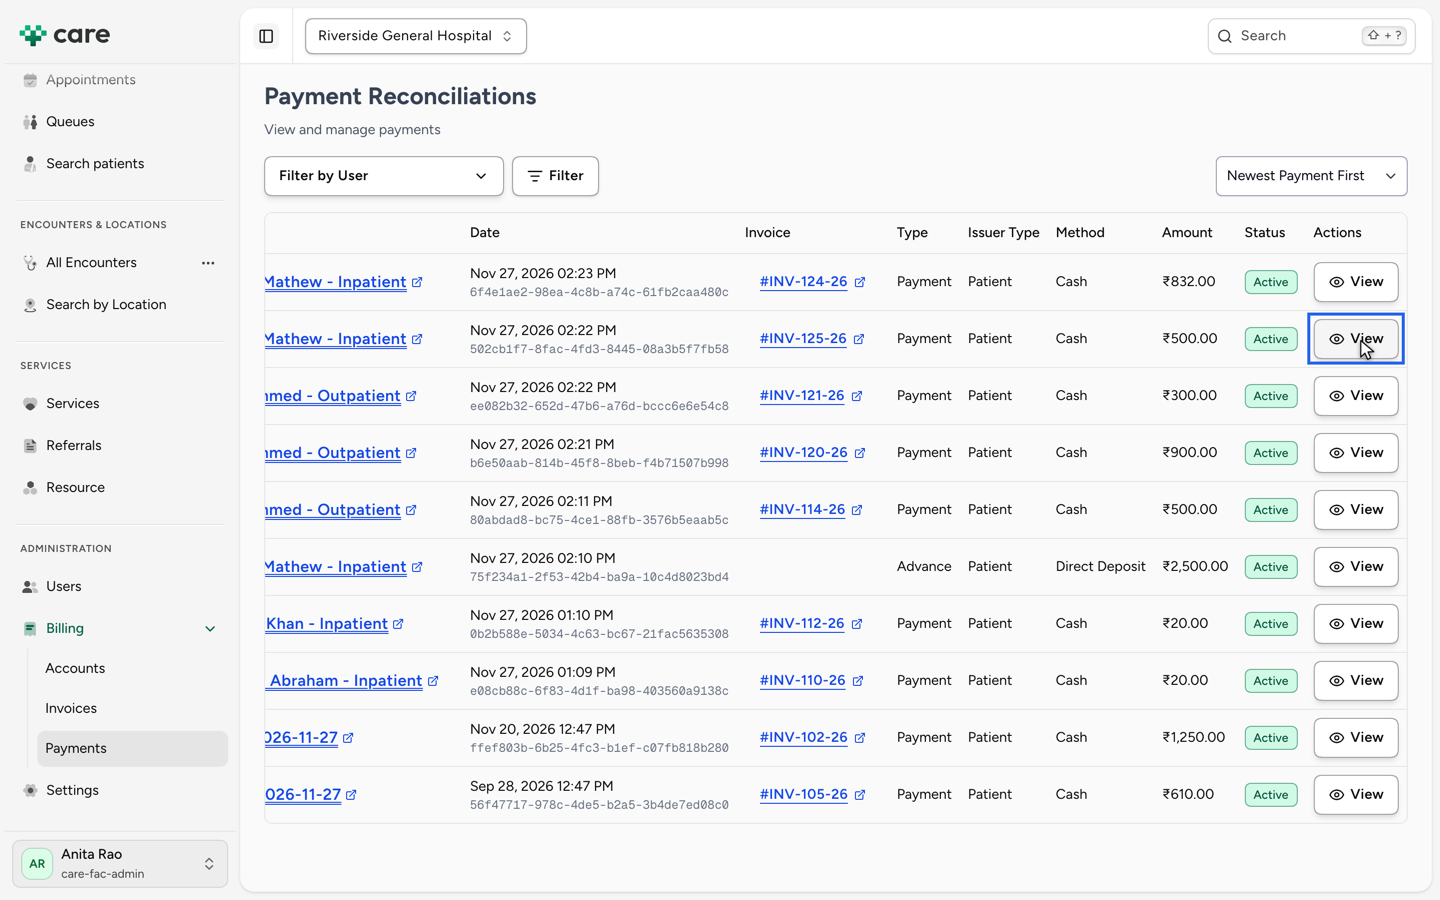 care
Appointments
Queues
Search patients
ENCOUNTERS & LOCATIONS
All Encounters
Search by Location
SERVICES
Services
Referrals
Resource
ADMINISTRATION
Users
Billing
Accounts
Invoices
Payments
Settings
AR
Anita Rao
care-fac-admin
Riverside General Hospital
Search
+ ?
Payment Reconciliations
View and manage payments
Filter by User
Filter
Newest Payment First
Date Invoice Type Issuer Type Method Amount Status Actions
Mathew - Inpatient Nov 27, 2026 02:23 PM #INV-124-26 Payment Patient Cash ₹832.00 Active View
6f4e1ae2-98ea-4c8b-a74c-61fb2caa480c
Mathew - Inpatient Nov 27, 2026 02:22 PM #INV-125-26 Payment Patient Cash ₹500.00 Active View
502cb1f7-8fac-4fd3-8445-08a3b5f7fb58
nmed - Outpatient Nov 27, 2026 02:22 PM #INV-121-26 Payment Patient Cash ₹300.00 Active View
ee082b32-652d-47b6-a76d-bccc6e6e54c8
nmed - Outpatient Nov 27, 2026 02:21 PM #INV-120-26 Payment Patient Cash ₹900.00 Active View
b6e50aab-814b-45f8-8beb-f4b71507b998
nmed - Outpatient Nov 27, 2026 02:11 PM #INV-114-26 Payment Patient Cash ₹500.00 Active View
80abdad8-bc75-4ce1-88fb-3576b5eaab5c
Mathew - Inpatient Nov 27, 2026 02:10 PM Advance Patient Direct Deposit ₹2,500.00 Active View
75f234a1-2f53-42b4-ba9a-10c4d8023bd4
Khan - Inpatient Nov 27, 2026 01:10 PM #INV-112-26 Payment Patient Cash ₹20.00 Active View
0b2b588e-5034-4c63-bc67-21fac5635308
Abraham - Inpatient Nov 27, 2026 01:09 PM #INV-110-26 Payment Patient Cash ₹20.00 Active View
e08cb88c-6f83-4d1f-ba98-403560a9138c
026-11-27 Nov 20, 2026 12:47 PM #INV-102-26 Payment Patient Cash ₹1,250.00 Active View
ffef803b-6b25-4fc3-b1ef-c07fb818b280
026-11-27 Sep 28, 2026 12:47 PM #INV-105-26 Payment Patient Cash ₹610.00 Active View
56f47717-978c-4de5-b2a5-3b4de7ed08c0